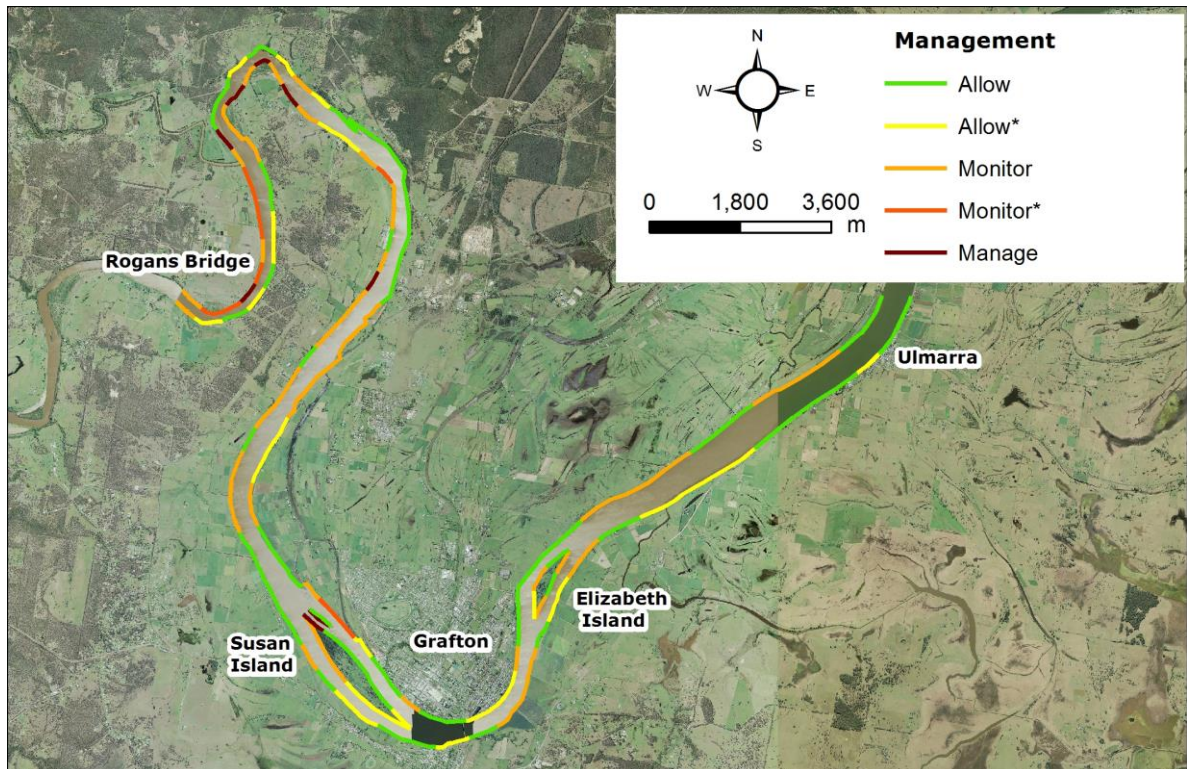 Management
N
W
E
S
Allow
Allow*
Monitor
Monitor*
Manage
0 1,800 3,600
m
Rogans Bridge
Ulmarra
Elizabeth
Island
Grafton
Susan
Island